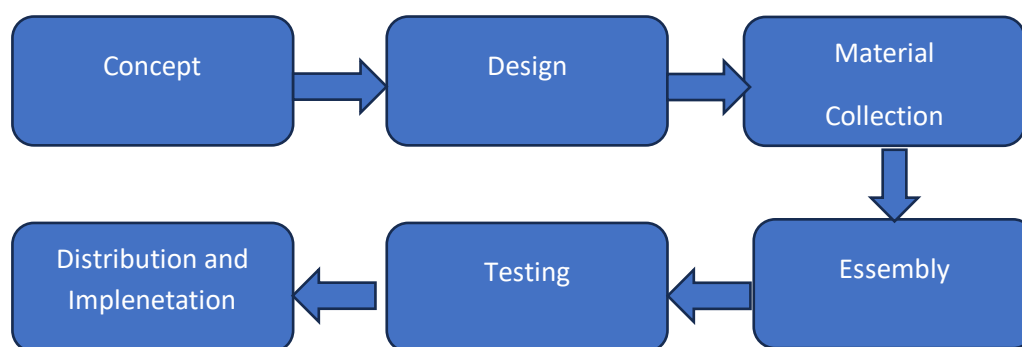 Concept
Design
Material
Collection
Essembly
Testing
Distribution and
Implenetation